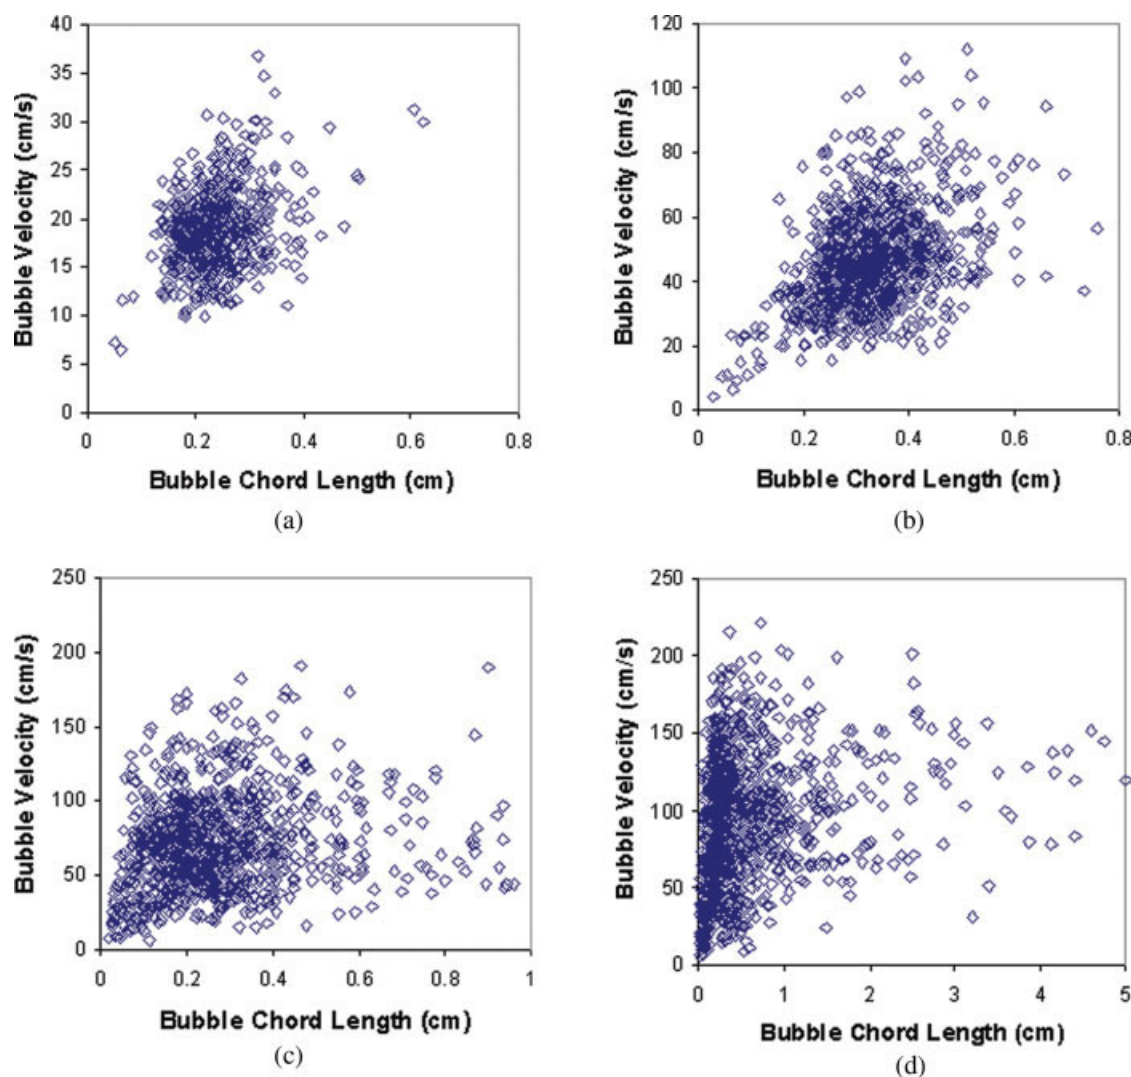 40
35
30
25
20
15
10
5
0
0 0.2 0.4 0.6 0.8
Bubble Velocity (cm/s)
Bubble Chord Length (cm)
(a)
120
100
80
60
40
20
0
0 0.2 0.4 0.6 0.8
Bubble Velocity (cm/s)
Bubble Chord Length (cm)
(b)
250
200
150
100
50
0
0 0.2 0.4 0.6 0.8 1
Bubble Velocity (cm/s)
Bubble Chord Length (cm)
(c)
250
200
150
100
50
0
0 1 2 3 4 5
Bubble Velocity (cm/s)
Bubble Chord Length (cm)
(d)